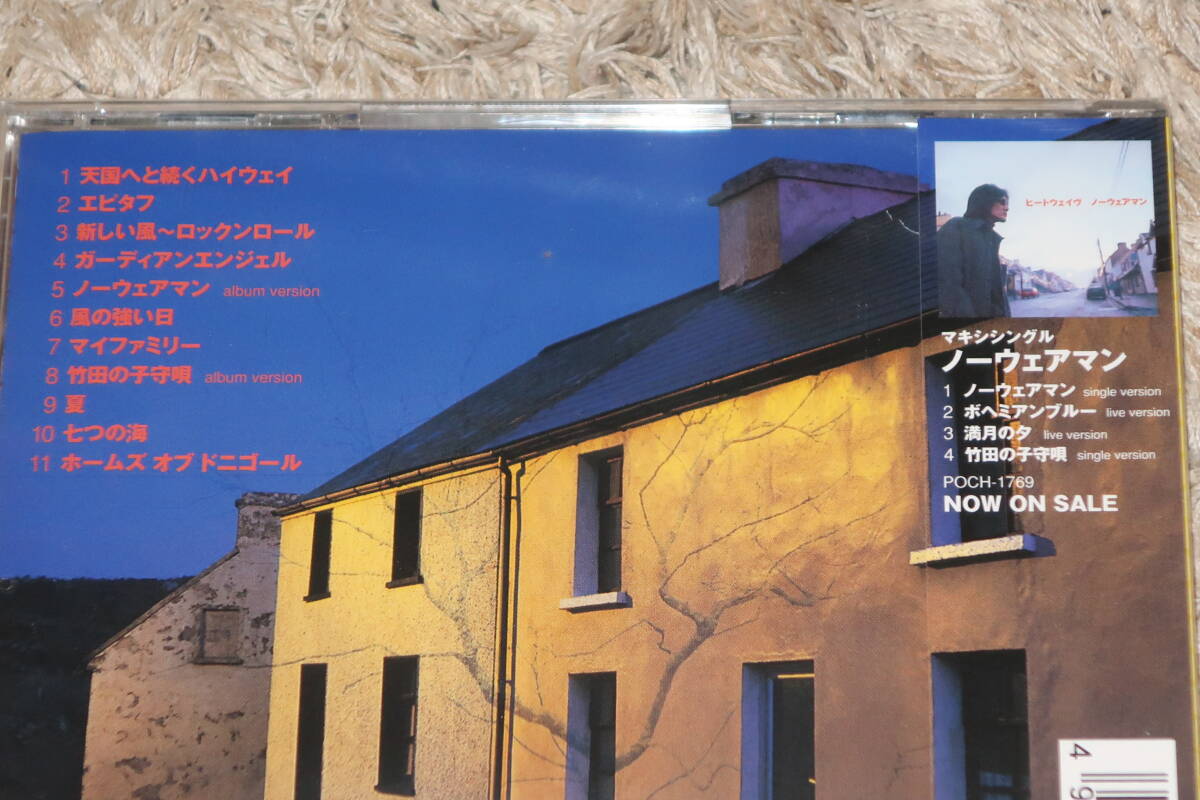 1 天国へと続くハイウェイ
2 エピタフ
3 新しい風〜ロックンロール
4 ガーディアンエンジェル
5 ノーウェアマン album version
6 風の強い日
7 マイファミリー
8 竹田の子守唄 album version
9 夏
10 七つの海
11 ホームズ オブ ドニゴール
ヒートウェイヴ ノーウェアマン
マキシシングル
ノーウェアマン
1 ノーウェアマン single version
2 ボヘミアンブルー live version
3 満月の夕 live version
4 竹田の子守唄 single version
POCH-1769
NOW ON SALE
4 9